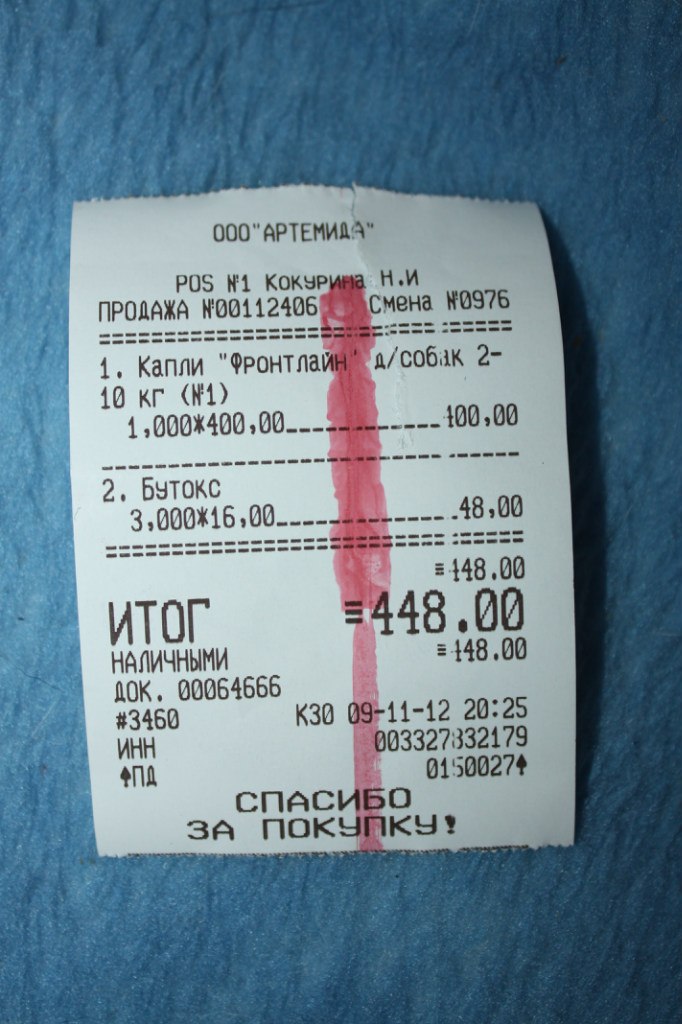 ООО"АРТЕМИДА"
POS №1 Кокурина Н.И
ПРОДАЖА №00112406 Смена №0976
1. Капли "Фронтлайн" д/собак 2-
10 кг (№1)
1,000*400,00 400,00
2. Бутокс
3,000*16,00 48,00
≡448.00
ИТОГ ≡448.00
НАЛИЧНЫМИ ≡448.00
ДОК. 00064666
#3460 К30 09-11-12 20:25
ИНН 003327832179
↑ПД 0150027↑
СПАСИБО
ЗА ПОКУПКУ!